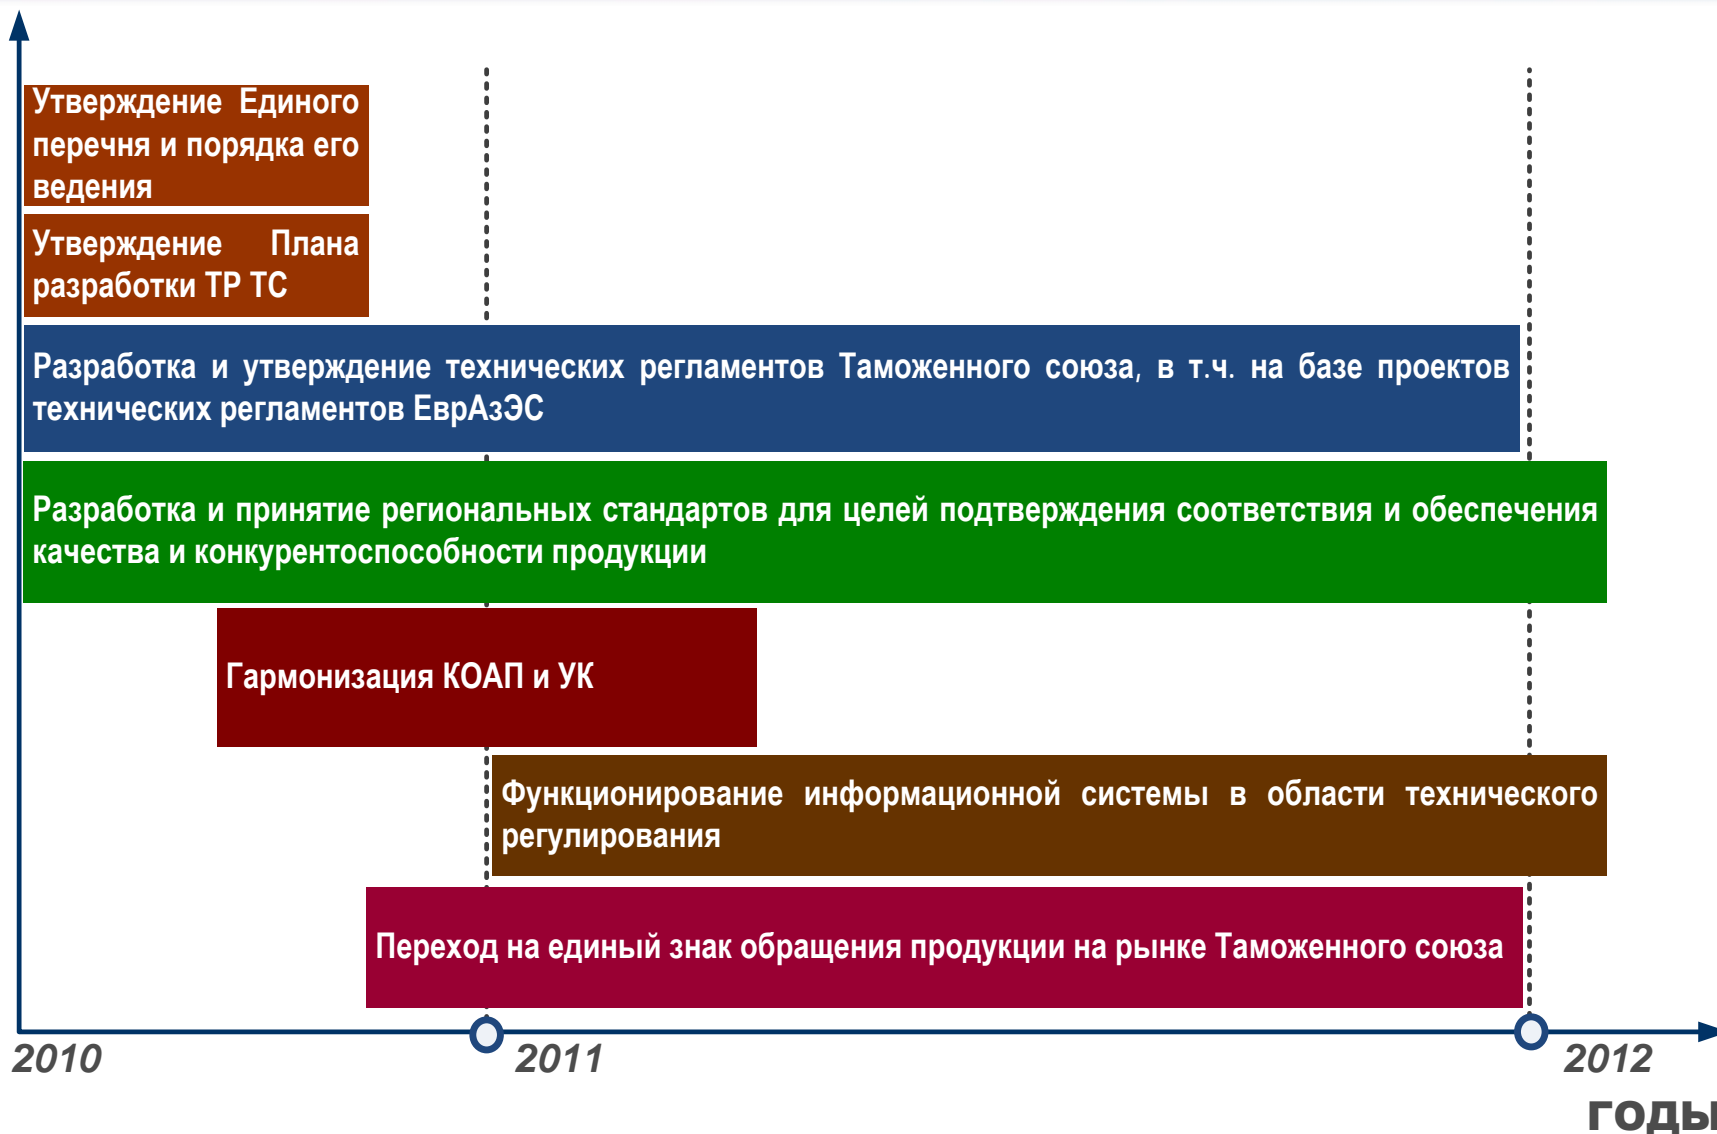 Утверждение Единого
перечня и порядка его
ведения
Утверждение Плана
разработки ТР ТС
Разработка и утверждение технических регламентов Таможенного союза, в т.ч. на базе проектов
технических регламентов ЕврАзЭС
Разработка и принятие региональных стандартов для целей подтверждения соответствия и обеспечения
качества и конкурентоспособности продукции
Гармонизация КОАП и УК
Функционирование информационной системы в области технического
регулирования
Переход на единый знак обращения продукции на рынке Таможенного союза
2010 2011 2012
годы